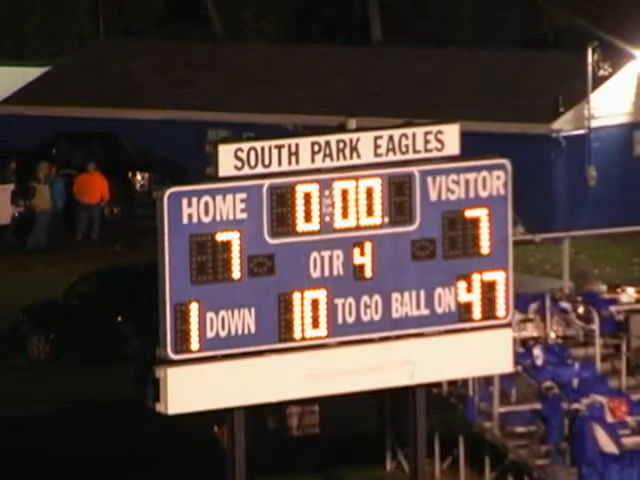 SOUTH PARK EAGLES
HOME 0:00 VISITOR
7 QTR 4 7
1 DOWN 10 TO GO BALL ON 47